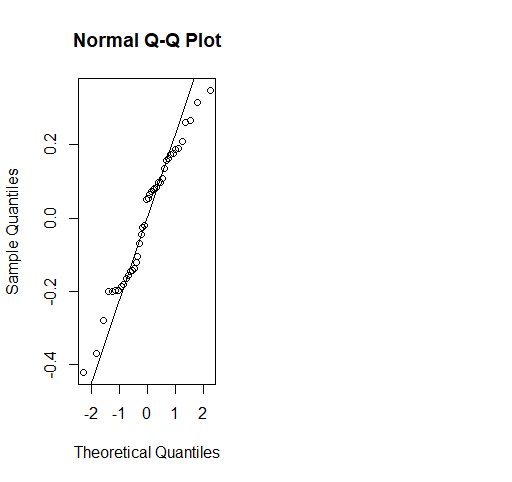 Normal Q-Q Plot
Sample Quantiles
0.2
0.0
-0.2
-0.4
-2 -1 0 1 2
Theoretical Quantiles